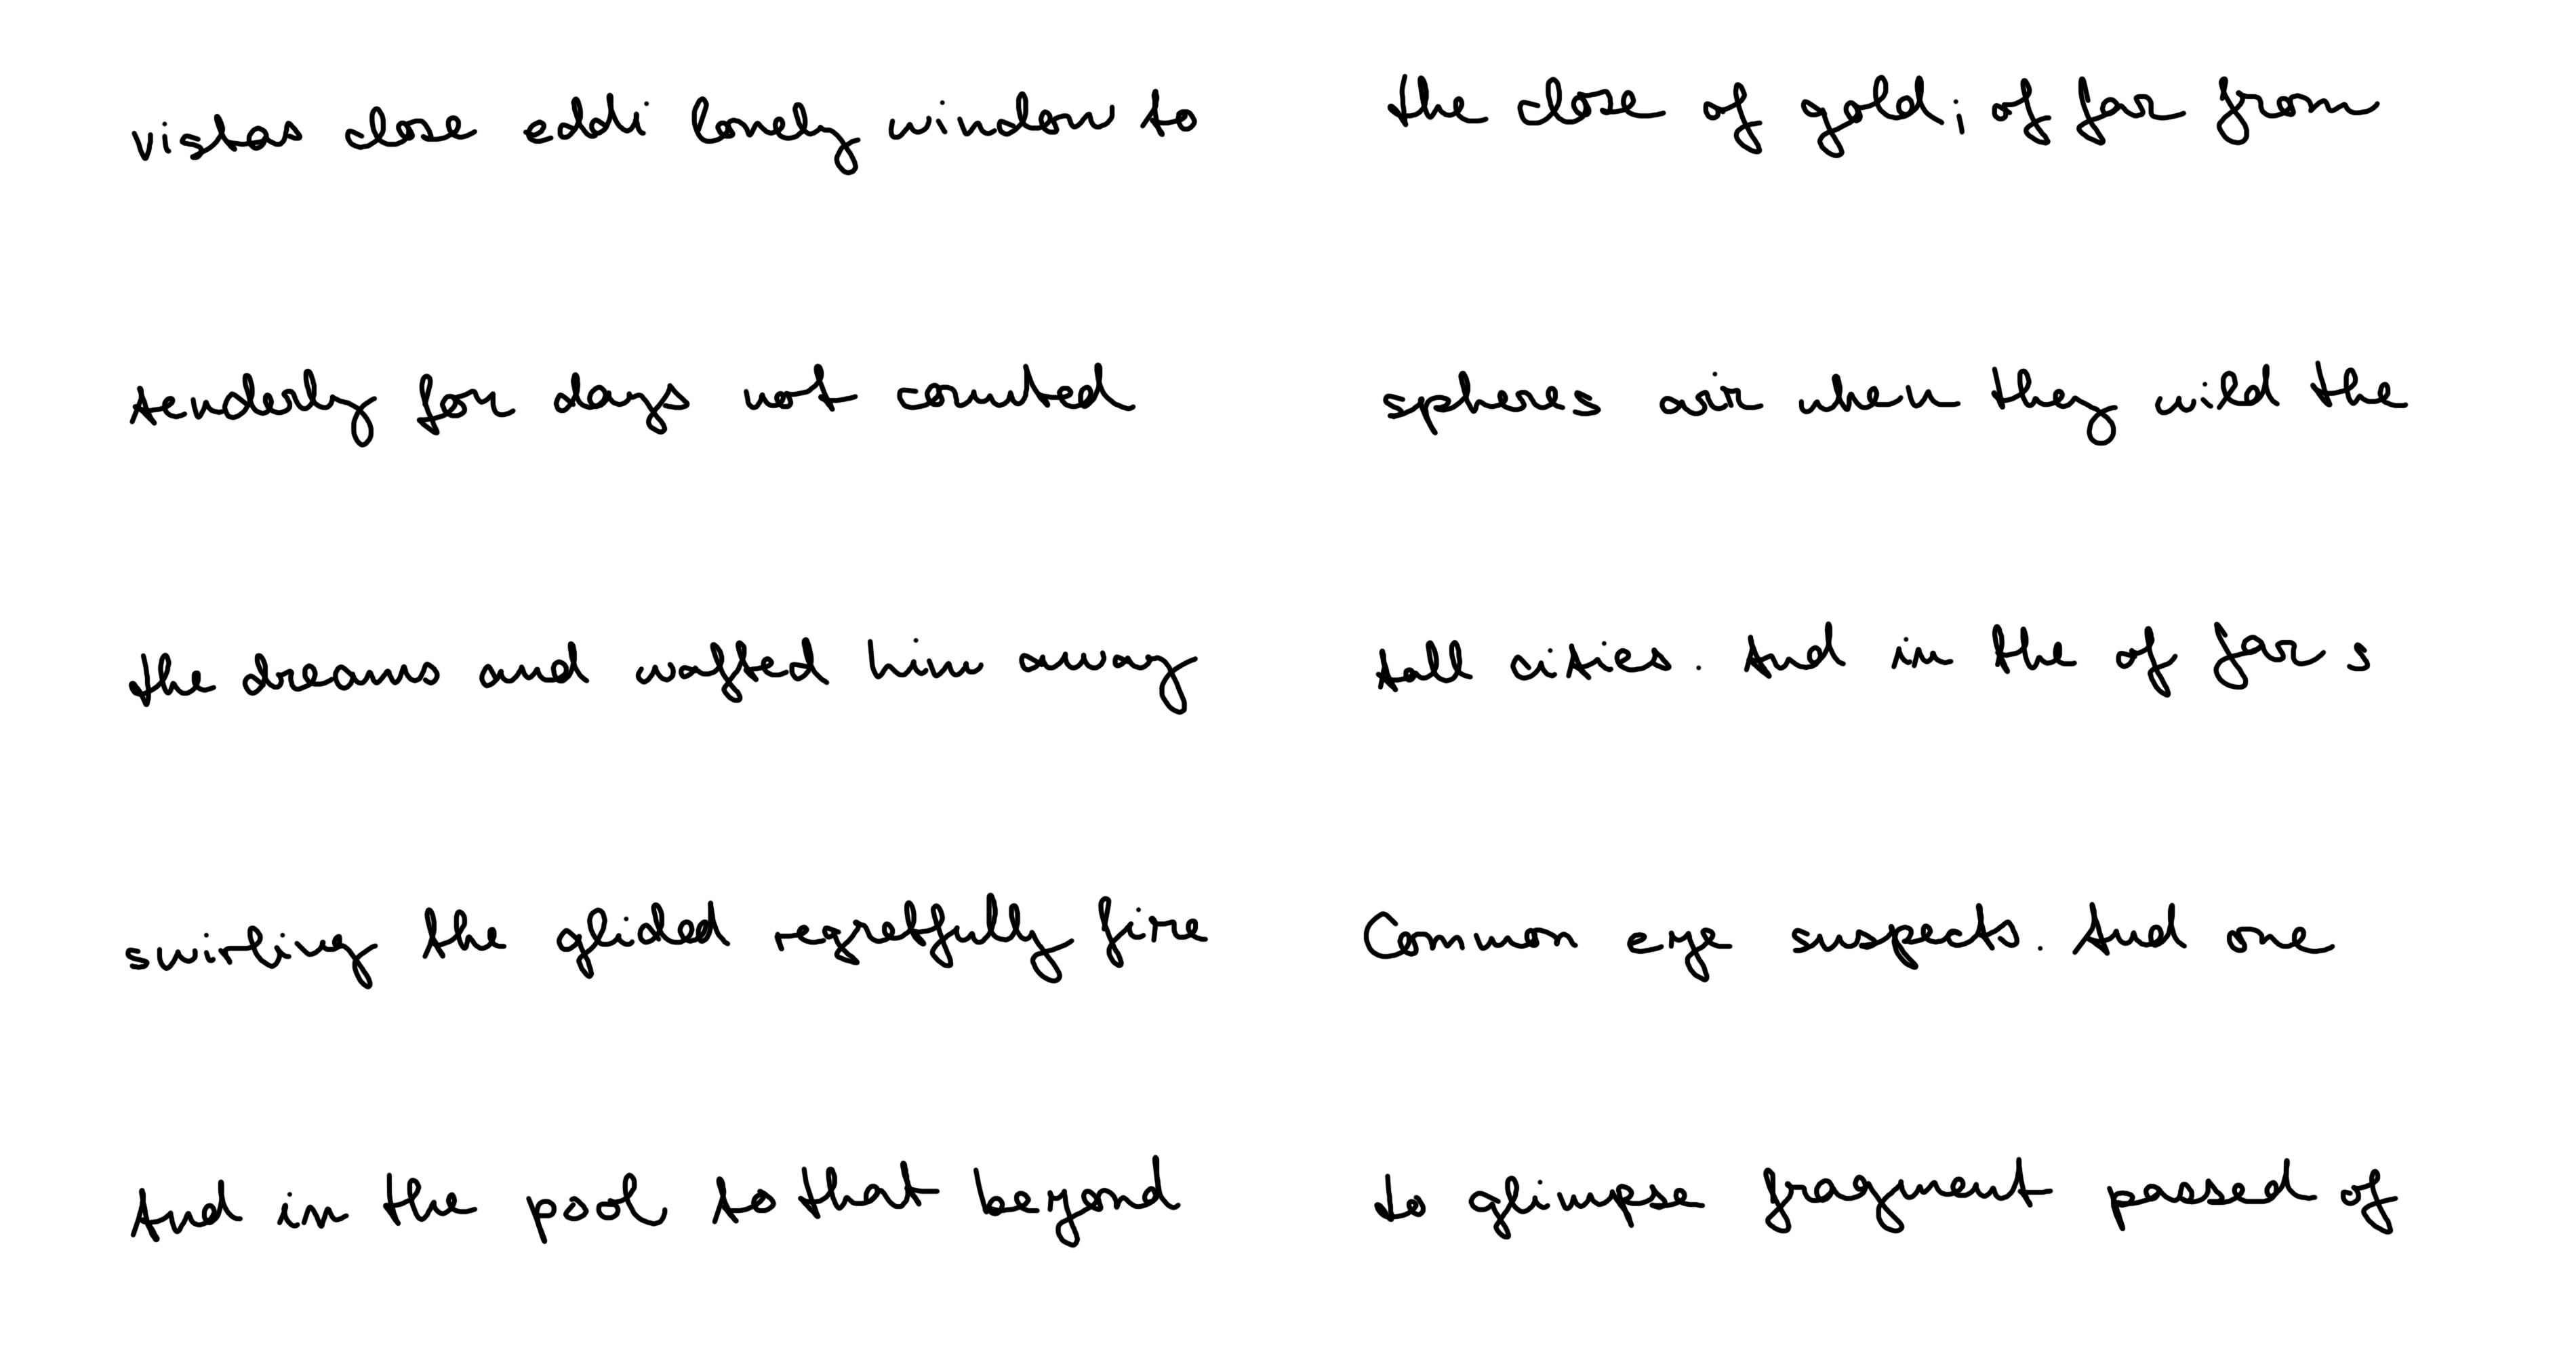 vistas close eddi lonely window to
tenderly for days not counted
the dreams and wafted him away
swirling the glided regretfully fire
And in the pool to that beyond
the close of gold; of far from
spheres air when they wild the
tall cities. And in the of far s
Common eye suspects. And one
to glimpse fragment passed of